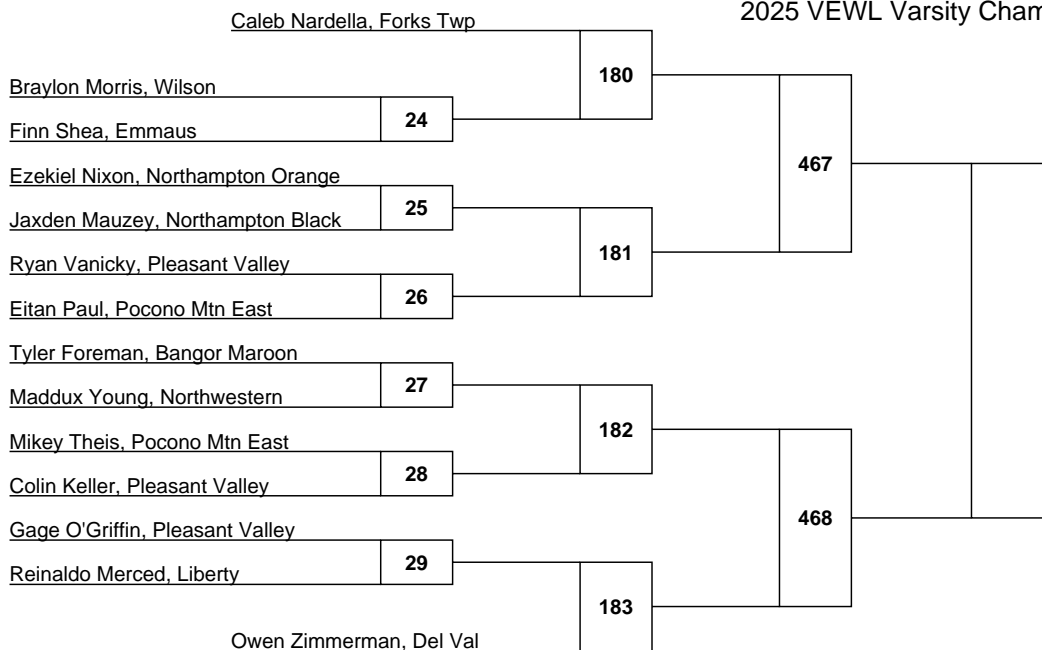 2025 VEWL Varsity Cham
Caleb Nardella, Forks Twp
180
Braylon Morris, Wilson
24
Finn Shea, Emmaus
467
Ezekiel Nixon, Northampton Orange
25
Jaxden Mauzey, Northampton Black
181
Ryan Vanicky, Pleasant Valley
26
Eitan Paul, Pocono Mtn East
Tyler Foreman, Bangor Maroon
27
Maddux Young, Northwestern
182
Mikey Theis, Pocono Mtn East
28
Colin Keller, Pleasant Valley
468
Gage O'Griffin, Pleasant Valley
29
Reinaldo Merced, Liberty
183
Owen Zimmerman, Del Val